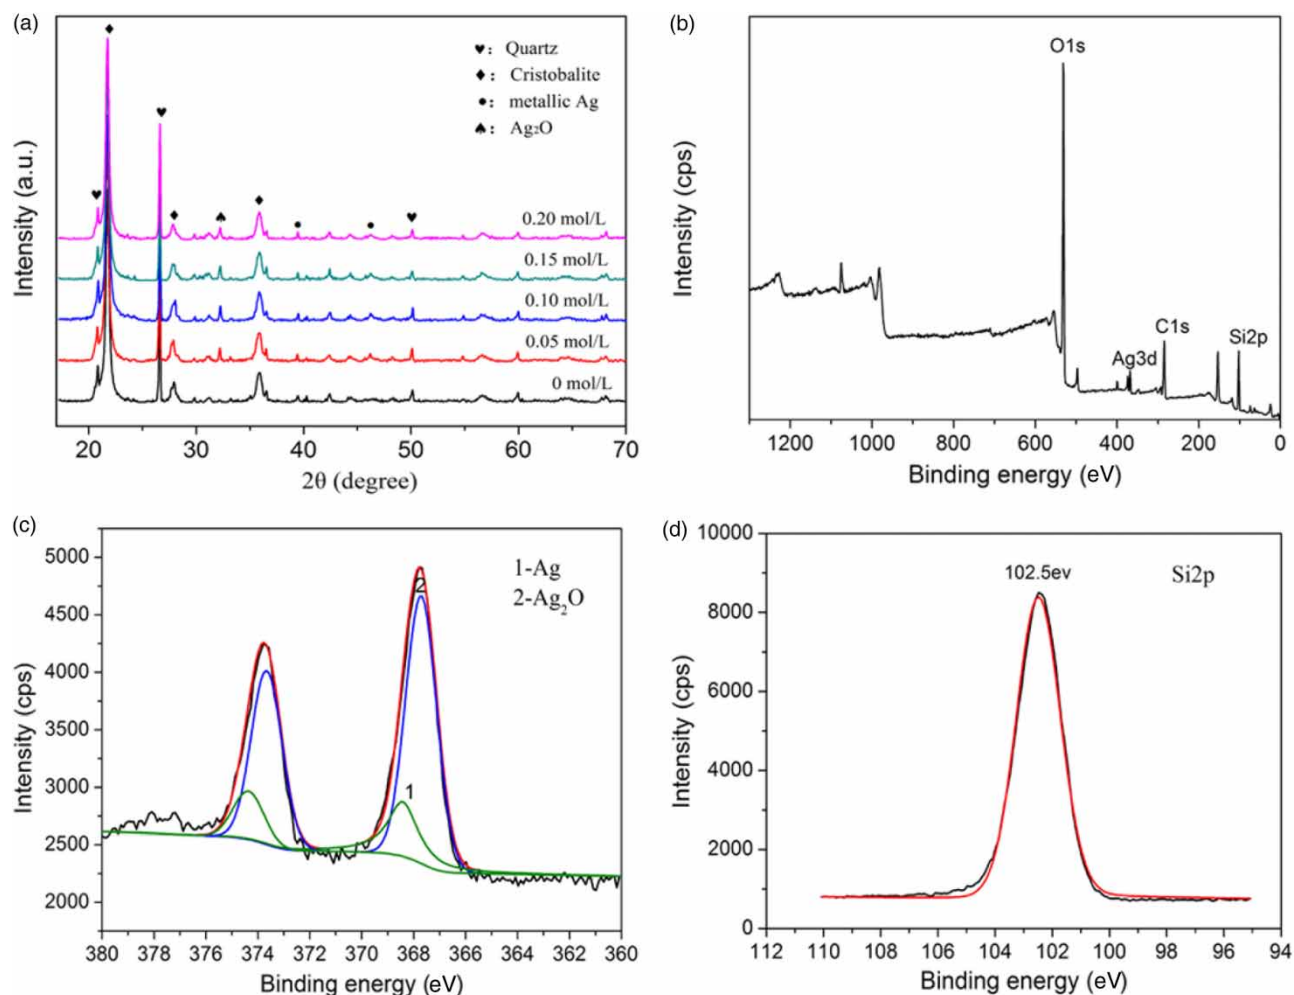 (a)
♥: Quartz
♦: Cristobalite
●: metallic Ag
♠: Ag₂O
0.20 mol/L
0.15 mol/L
0.10 mol/L
0.05 mol/L
0 mol/L
Intensity (a.u.)
20 30 40 50 60 70
2θ (degree)
(b)
O1s
Ag3d
C1s
Si2p
Intensity (cps)
1200 1000 800 600 400 200 0
Binding energy (eV)
(c)
1-Ag
2-Ag₂O
2
1
5000
4500
4000
3500
3000
2500
2000
Intensity (cps)
380 378 376 374 372 370 368 366 364 362 360
Binding energy (eV)
(d)
102.5ev
Si2p
10000
8000
6000
4000
2000
0
Intensity (cps)
112 110 108 106 104 102 100 98 96 94
Binding energy (eV)